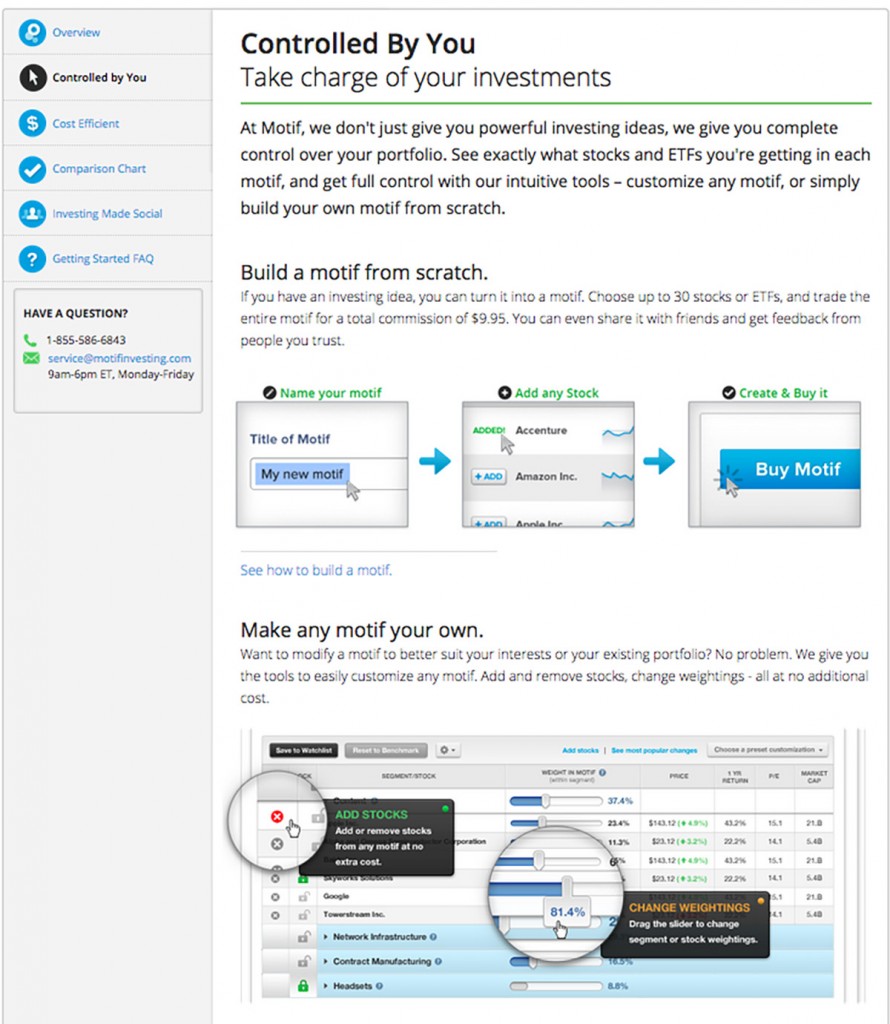 Overview
Controlled by You
Cost Efficient
Comparison Chart
Investing Made Social
Getting Started FAQ
HAVE A QUESTION?
1-855-586-6843
service@motifinvesting.com
9am-6pm ET, Monday-Friday
Controlled By You
Take charge of your investments
At Motif, we don't just give you powerful investing ideas, we give you complete
control over your portfolio. See exactly what stocks and ETFs you're getting in each
motif, and get full control with our intuitive tools – customize any motif, or simply
build your own motif from scratch.
Build a motif from scratch.
If you have an investing idea, you can turn it into a motif. Choose up to 30 stocks or ETFs, and trade the
entire motif for a total commission of $9.95. You can even share it with friends and get feedback from
people you trust.
Name your motif
Title of Motif
My new motif
Add any Stock
ADDED! Accenture
+ ADD Amazon Inc.
+ ADD Apple Inc.
Create & Buy it
Buy Motif
See how to build a motif.
Make any motif your own.
Want to modify a motif to better suit your interests or your existing portfolio? No problem. We give you
the tools to easily customize any motif. Add and remove stocks, change weightings - all at no additional
cost.
Save to Watchlist Reset to Benchmark Add stocks | See most popular changes Choose a preset customization
SEGMENT/STOCK WEIGHT IN MOTIF (within segment) PRICE 1 YR RETURN P/E MARKET CAP
37.4%
23.4% $143.12 (+4.9%) 43.2% 15.1 21.B
Corporation 11.3% $23.12 (+3.2%) 22.2% 14.1 5.4B
$143.12 (+4.9%) 43.2% 15.1 21.B
Skyworks Solutions $23.12 (+3.2%) 22.2% 14.1 5.4B
Google 15.1 21.B
Towerstream Inc. 14.1 5.4B
Network Infrastructure
Contract Manufacturing 16.5%
Headsets 8.8%
ADD STOCKS
Add or remove stocks
from any motif at no
extra cost.
81.4%
CHANGE WEIGHTINGS
Drag the slider to change
segment or stock weightings.